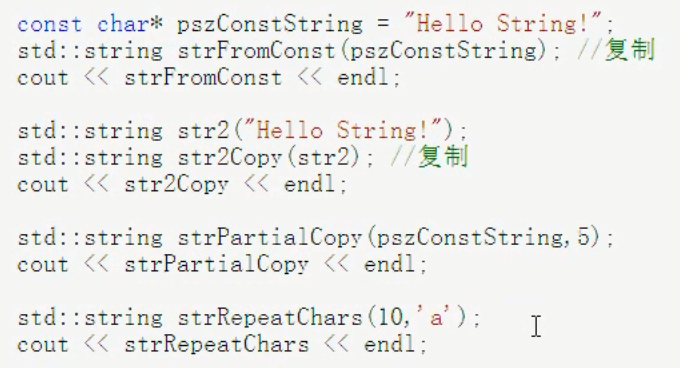 const char* pszConstString = "Hello String!";
std::string strFromConst(pszConstString); //复制
cout << strFromConst << endl;
std::string str2("Hello String!");
std::string str2Copy(str2); //复制
cout << str2Copy << endl;
std::string strPartialCopy(pszConstString,5);
cout << strPartialCopy << endl;
std::string strRepeatChars(10,'a');
cout << strRepeatChars << endl;